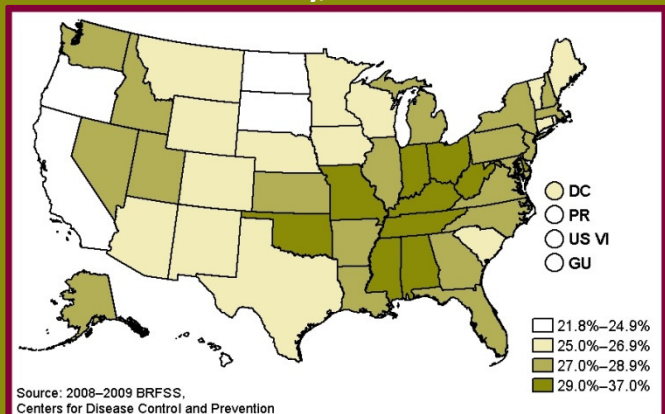 DC
PR
US VI
GU
21.8%–24.9%
25.0%–26.9%
27.0%–28.9%
29.0%–37.0%
Source: 2008–2009 BRFSS,
Centers for Disease Control and Prevention